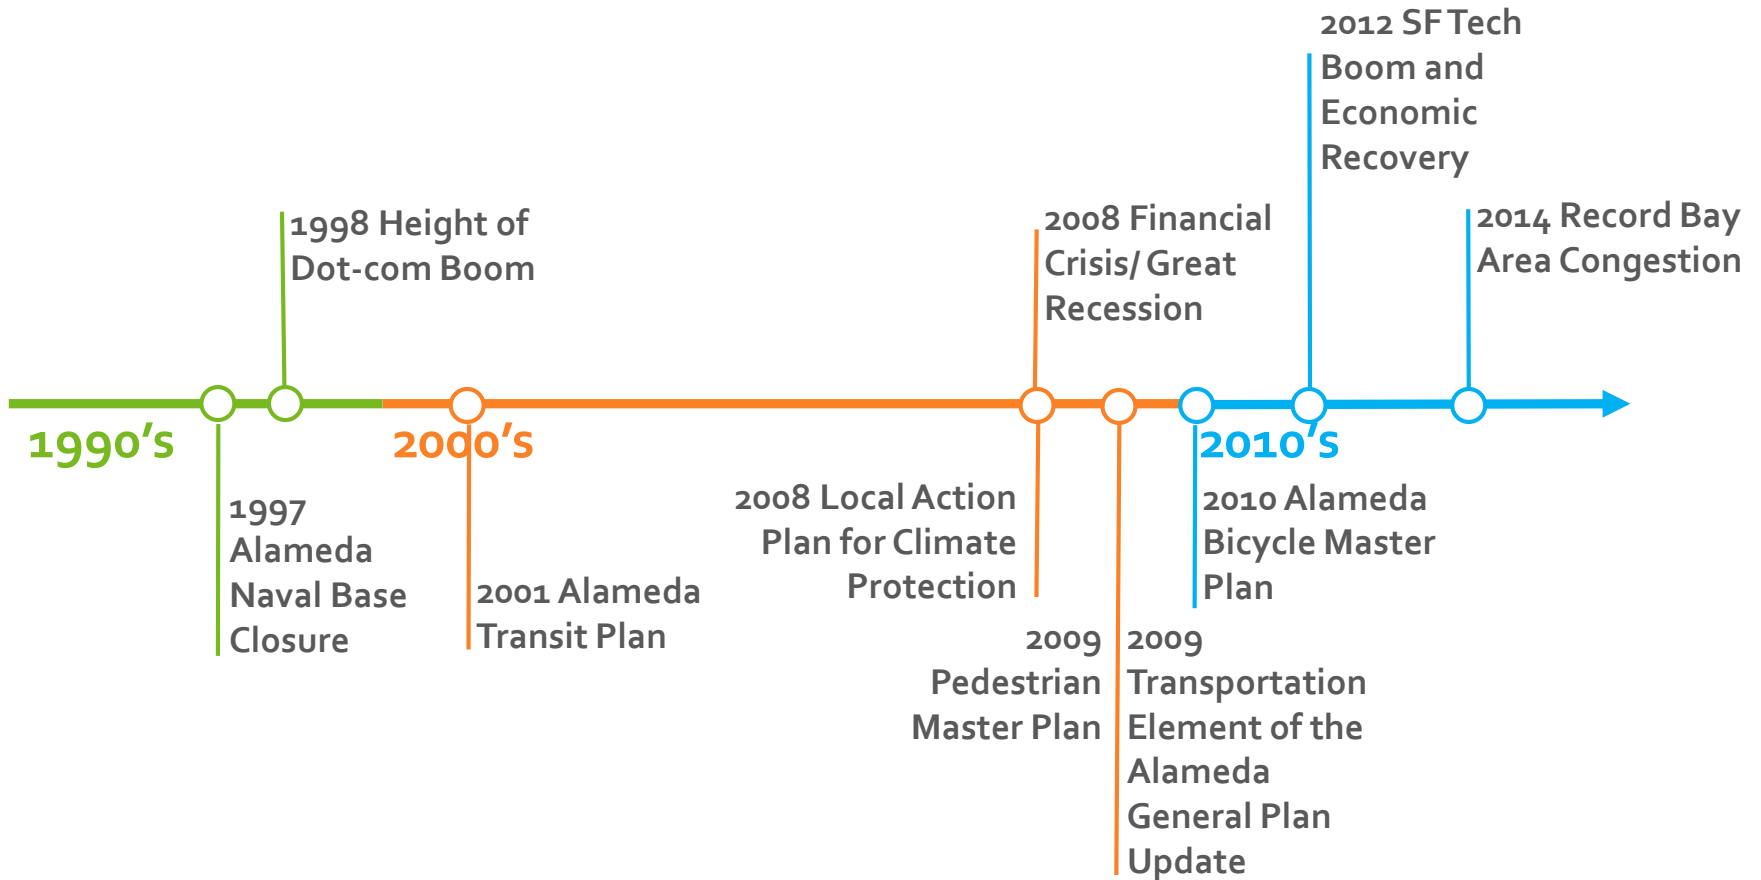 2012 SF Tech
Boom and
Economic
Recovery
1998 Height of
Dot-com Boom
2008 Financial
Crisis/ Great
Recession
2014 Record Bay
Area Congestion
1990's
2000's
2010's
1997
Alameda
Naval Base
Closure
2001 Alameda
Transit Plan
2008 Local Action
Plan for Climate
Protection
2009
Pedestrian
Master Plan
2009
Transportation
Element of the
Alameda
General Plan
Update
2010 Alameda
Bicycle Master
Plan